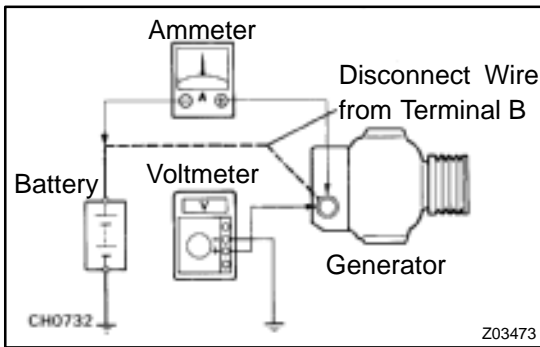 Ammeter
Disconnect Wire
from Terminal B
A
Battery
Voltmeter
V
Generator
CH0732
Z03473